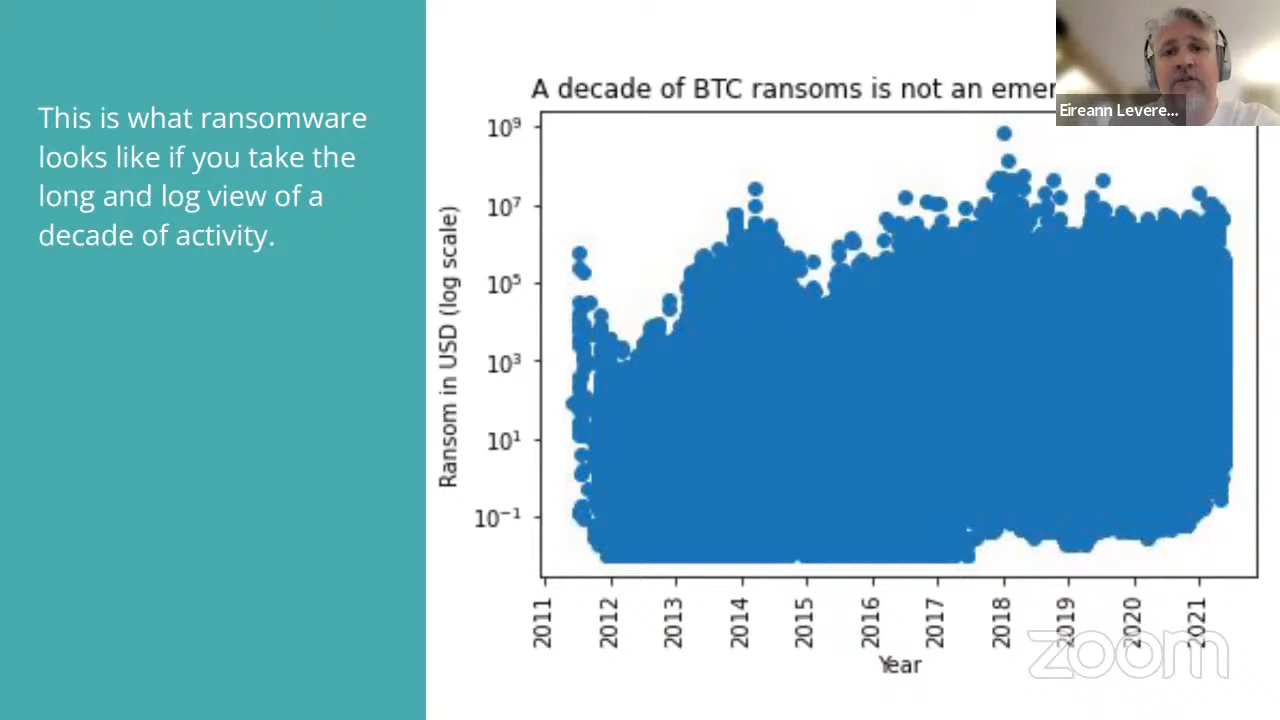 This is what ransomware
looks like if you take the
long and log view of a
decade of activity.
A decade of BTC ransoms is not an emer
Eireann Levere...
Ransom in USD (log scale)
10⁹
10⁷
10⁵
10³
10¹
10⁻¹
2011
2012
2013
2014
2015
2016
2017
2018
2019
2020
2021
Year
zoom